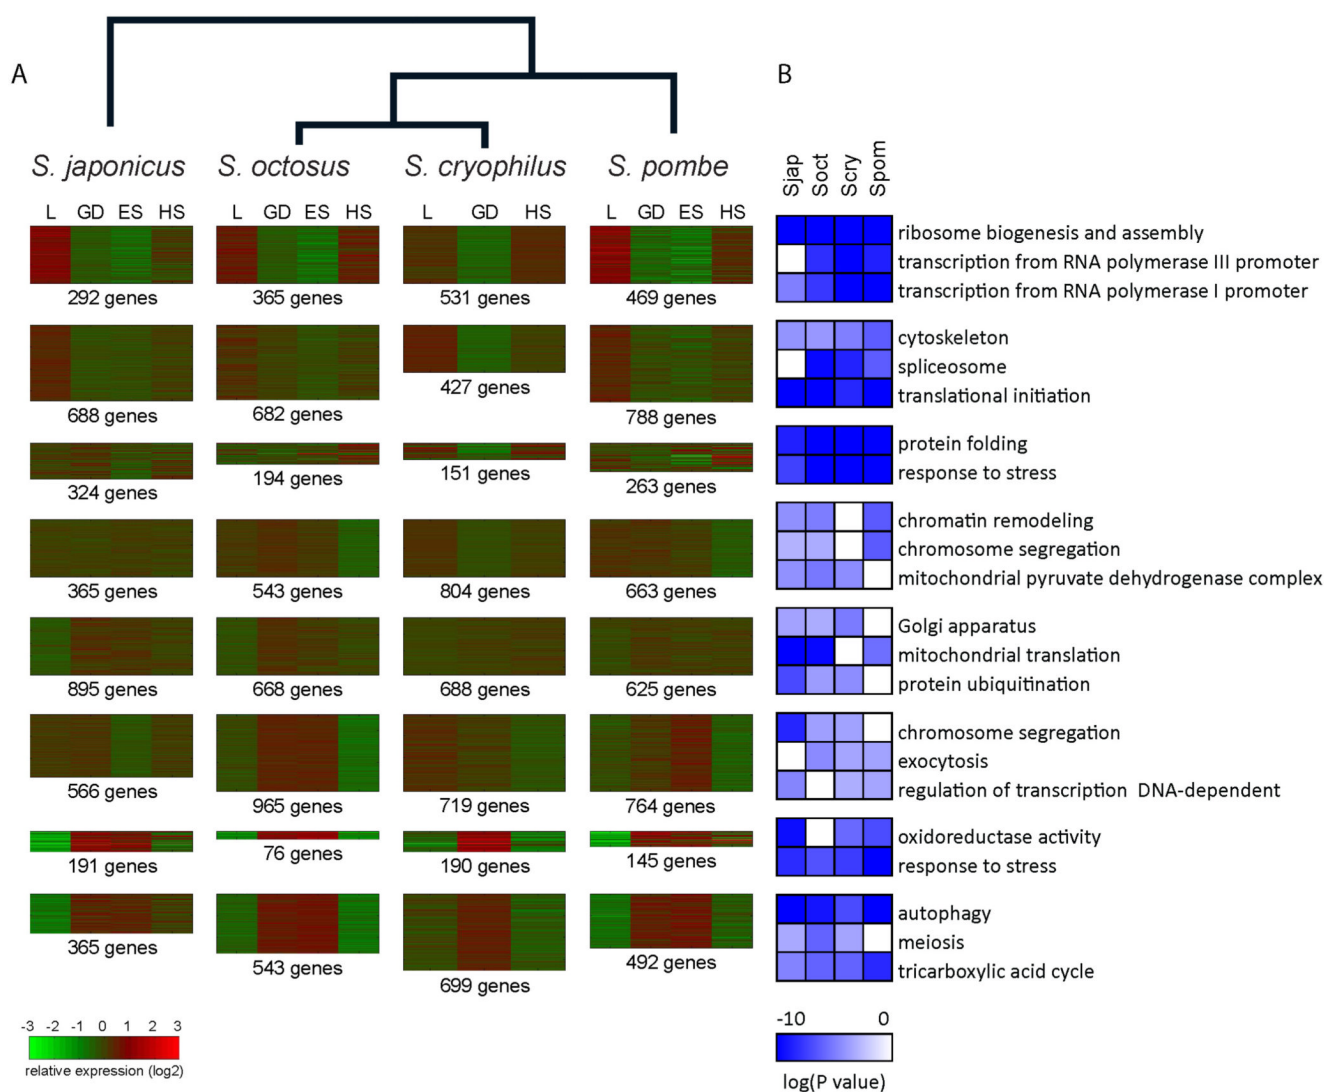 A
B
S. japonicus S. octosus S. cryophilus S. pombe
Sjap Soct Scry Spom
L GD ES HS L GD ES HS L GD HS L GD ES HS
292 genes 365 genes 531 genes 469 genes
ribosome biogenesis and assembly
transcription from RNA polymerase III promoter
transcription from RNA polymerase I promoter
688 genes 682 genes 427 genes 788 genes
cytoskeleton
spliceosome
translational initiation
324 genes 194 genes 151 genes 263 genes
protein folding
response to stress
365 genes 543 genes 804 genes 663 genes
chromatin remodeling
chromosome segregation
mitochondrial pyruvate dehydrogenase complex
895 genes 668 genes 688 genes 625 genes
Golgi apparatus
mitochondrial translation
protein ubiquitination
566 genes 965 genes 719 genes 764 genes
chromosome segregation
exocytosis
regulation of transcription DNA-dependent
191 genes 76 genes 190 genes 145 genes
oxidoreductase activity
response to stress
365 genes 543 genes 699 genes 492 genes
autophagy
meiosis
tricarboxylic acid cycle
-3 -2 -1 0 1 2 3
relative expression (log2)
-10 0
log(P value)